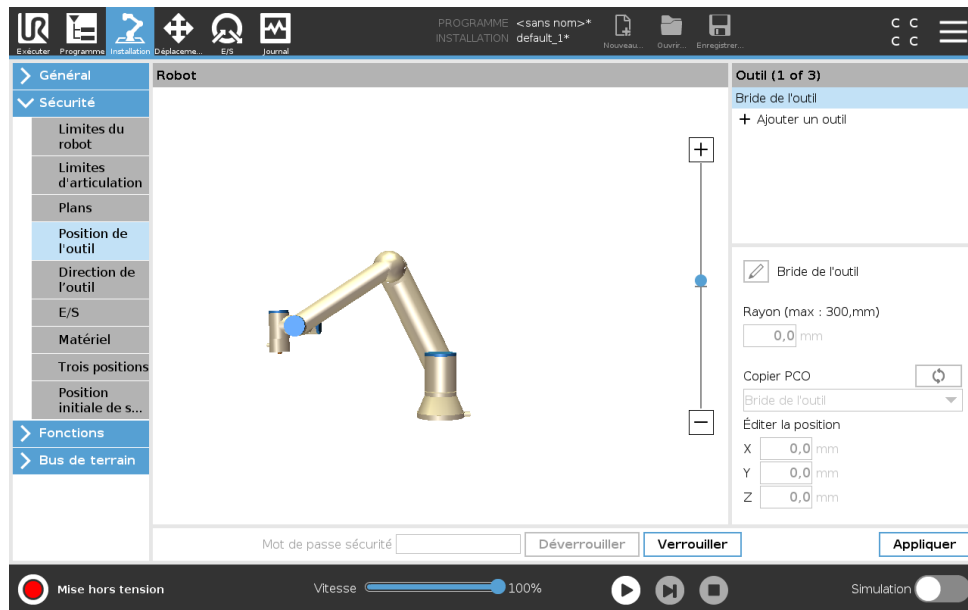 UR
PROGRAMME <sans nom>*
INSTALLATION default_1*
C C
C C
Exécuter Programme Installation Déplaceme... E/S Journal Nouveau... Ouvrir... Enregistrer...
Général
Sécurité
Limites du
robot
Limites
d'articulation
Plans
Position de
l'outil
Direction de
l'outil
E/S
Matériel
Trois positions
Position
initiale de s...
Fonctions
Bus de terrain
Robot
Outil (1 of 3)
Bride de l'outil
+ Ajouter un outil
+
−
Bride de l'outil
Rayon (max : 300,mm)
0,0 mm
Copier PCO
Bride de l'outil
Éditer la position
X 0,0 mm
Y 0,0 mm
Z 0,0 mm
Mot de passe sécurité Déverrouiller Verrouiller Appliquer
Mise hors tension Vitesse 100% Simulation